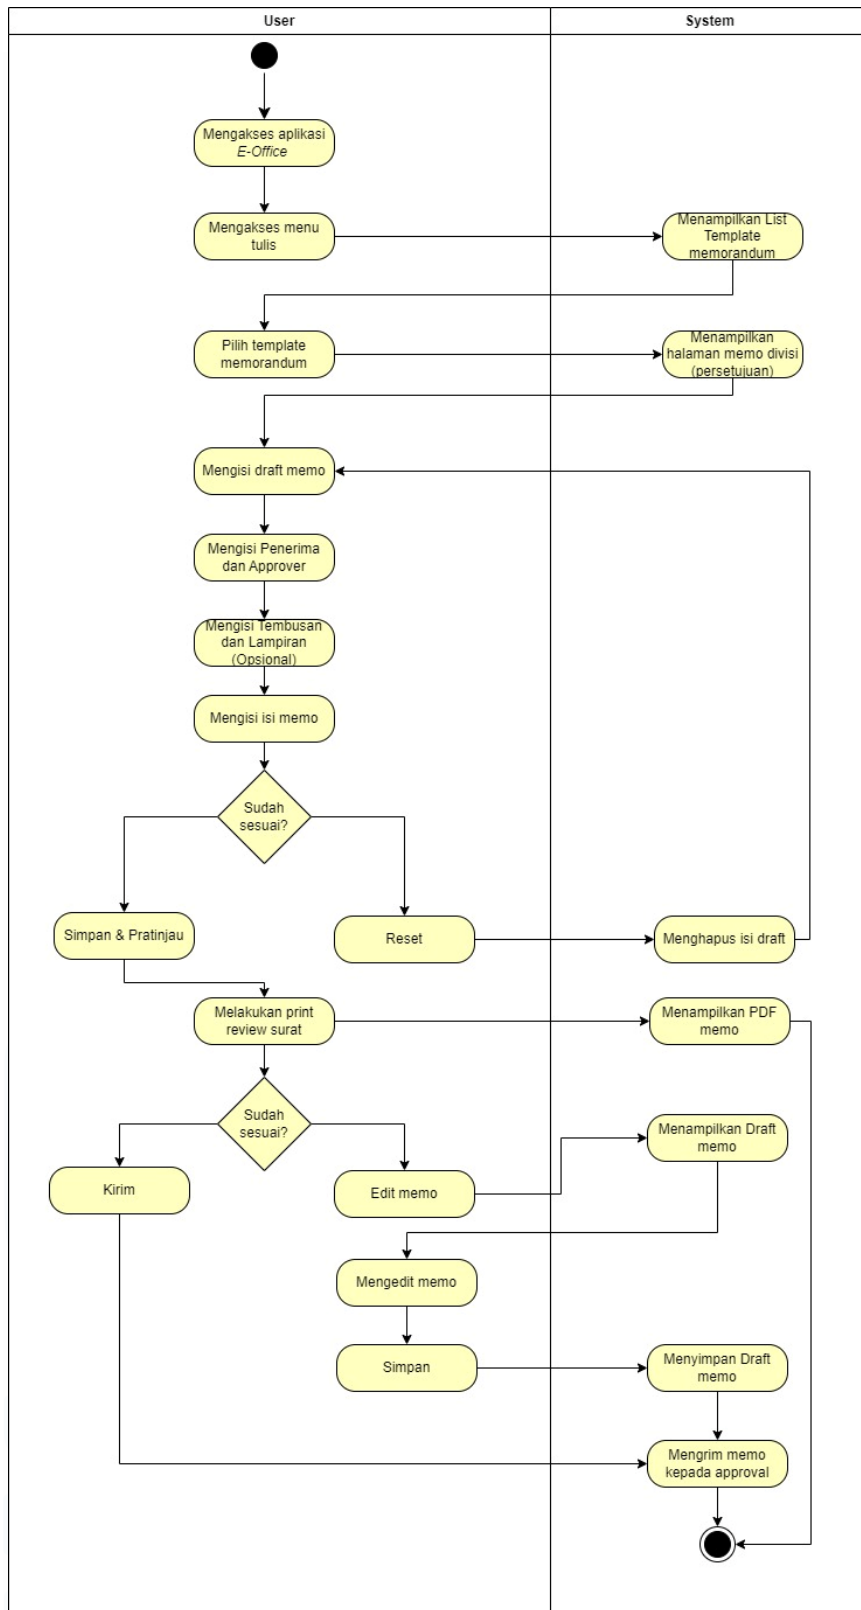 User
System
Mengakses aplikasi
E-Office
Mengakses menu
tulis
Menampilkan List
Template
memorandum
Pilih template
memorandum
Menampilkan
halaman memo divisi
(persetujuan)
Mengisi draft memo
Mengisi Penerima
dan Approver
Mengisi Tembusan
dan Lampiran
(Opsional)
Mengisi isi memo
Sudah
sesuai?
Simpan & Pratinjau
Reset
Menghapus isi draft
Melakukan print
review surat
Menampilkan PDF
memo
Sudah
sesuai?
Menampilkan Draft
memo
Kirim
Edit memo
Mengedit memo
Simpan
Menyimpan Draft
memo
Mengrim memo
kepada approval